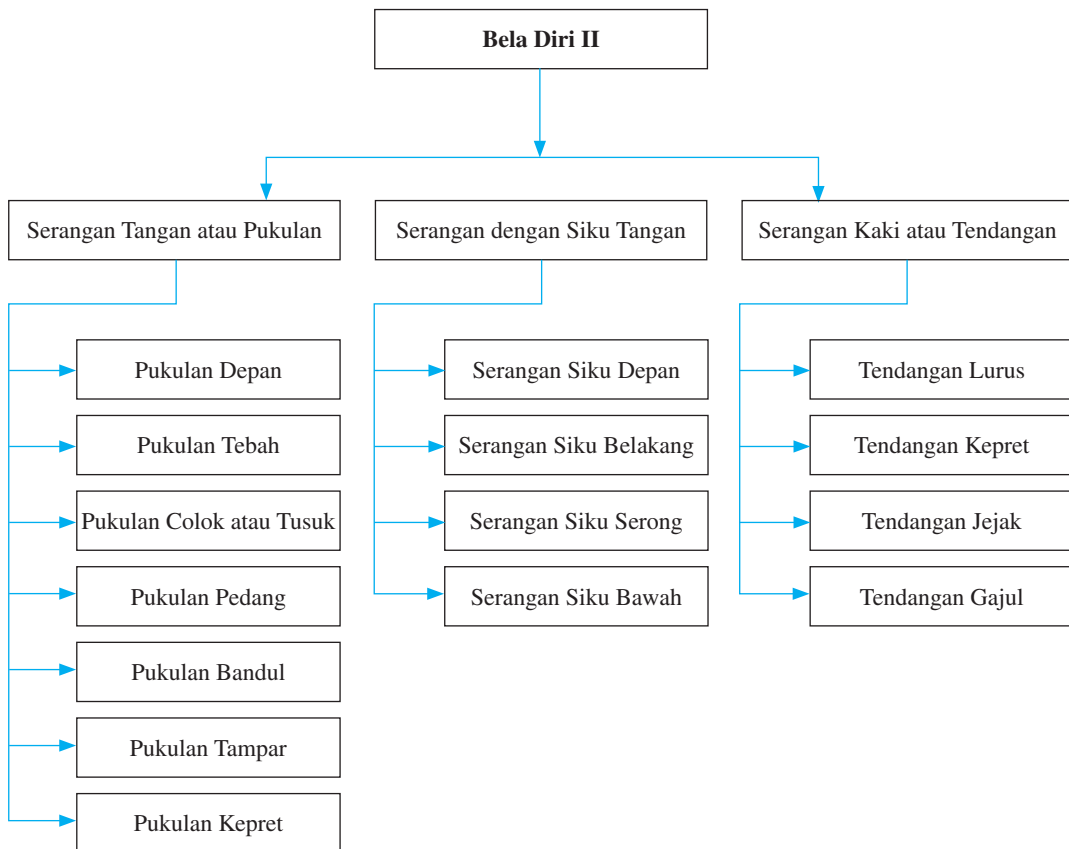 Bela Diri II
Serangan Tangan atau Pukulan
Serangan dengan Siku Tangan
Serangan Kaki atau Tendangan
Pukulan Depan
Pukulan Tebah
Pukulan Colok atau Tusuk
Pukulan Pedang
Pukulan Bandul
Pukulan Tampar
Pukulan Kepret
Serangan Siku Depan
Serangan Siku Belakang
Serangan Siku Serong
Serangan Siku Bawah
Tendangan Lurus
Tendangan Kepret
Tendangan Jejak
Tendangan Gajul